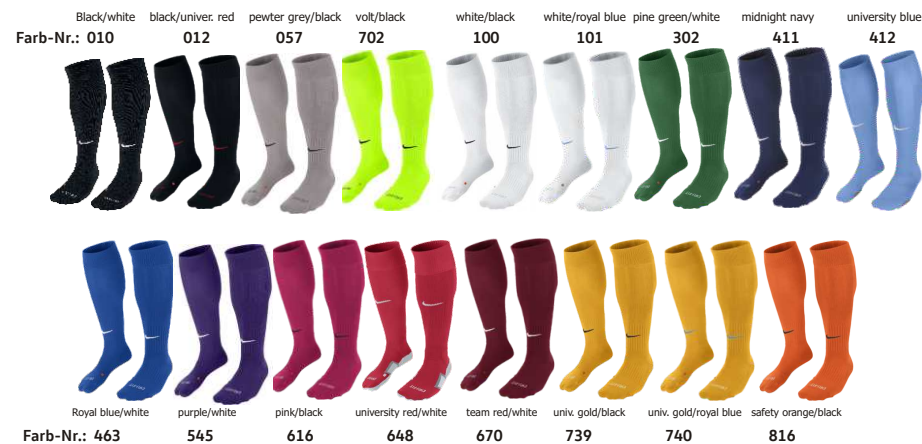 Black/white black/univer. red pewter grey/black volt/black white/black white/royal blue pine green/white midnight navy university blue
Farb-Nr.: 010 012 057 702 100 101 302 411 412
Royal blue/white purple/white pink/black university red/white team red/white univ. gold/black univ. gold/royal blue safety orange/black
Farb-Nr.: 463 545 616 648 670 739 740 816